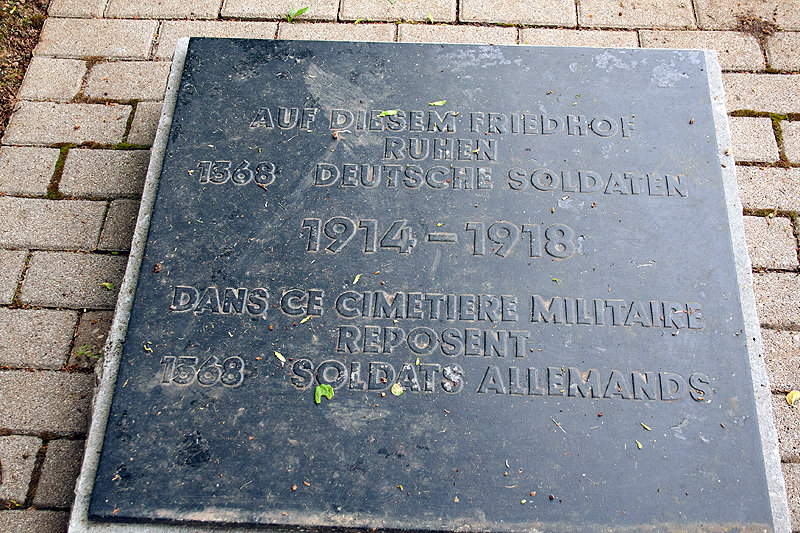 AUF DIESEM FRIEDHOF
RUHEN
1368 DEUTSCHE SOLDATEN
1914-1918
DANS CE CIMETIERE MILITAIRE
REPOSENT
1368 SOLDATS ALLEMANDS